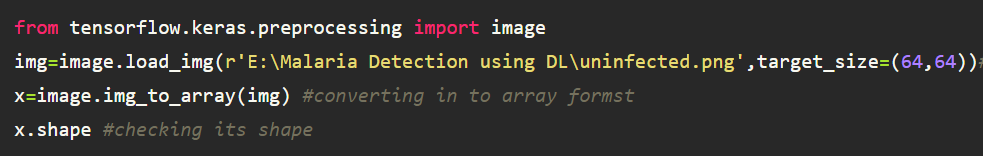 from tensorflow.keras.preprocessing import image
img=image.load_img(r'E:\Malaria Detection using DL\uninfected.png',target_size=(64,64))#
x=image.img_to_array(img) #converting in to array formst
x.shape #checking its shape